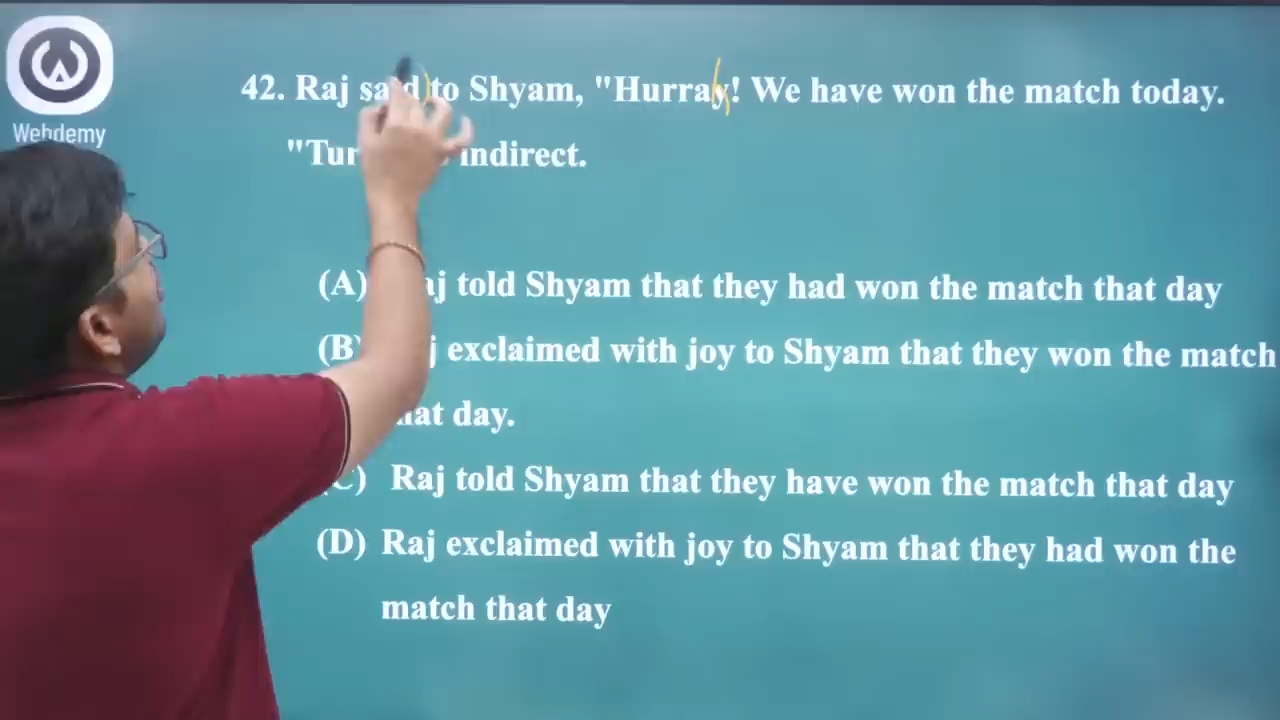 Webdemy
42. Raj said to Shyam, "Hurray! We have won the match today.
"Tur indirect.
(A) Raj told Shyam that they had won the match that day
(B) exclaimed with joy to Shyam that they won the match
that day.
(C) Raj told Shyam that they have won the match that day
(D) Raj exclaimed with joy to Shyam that they had won the
match that day